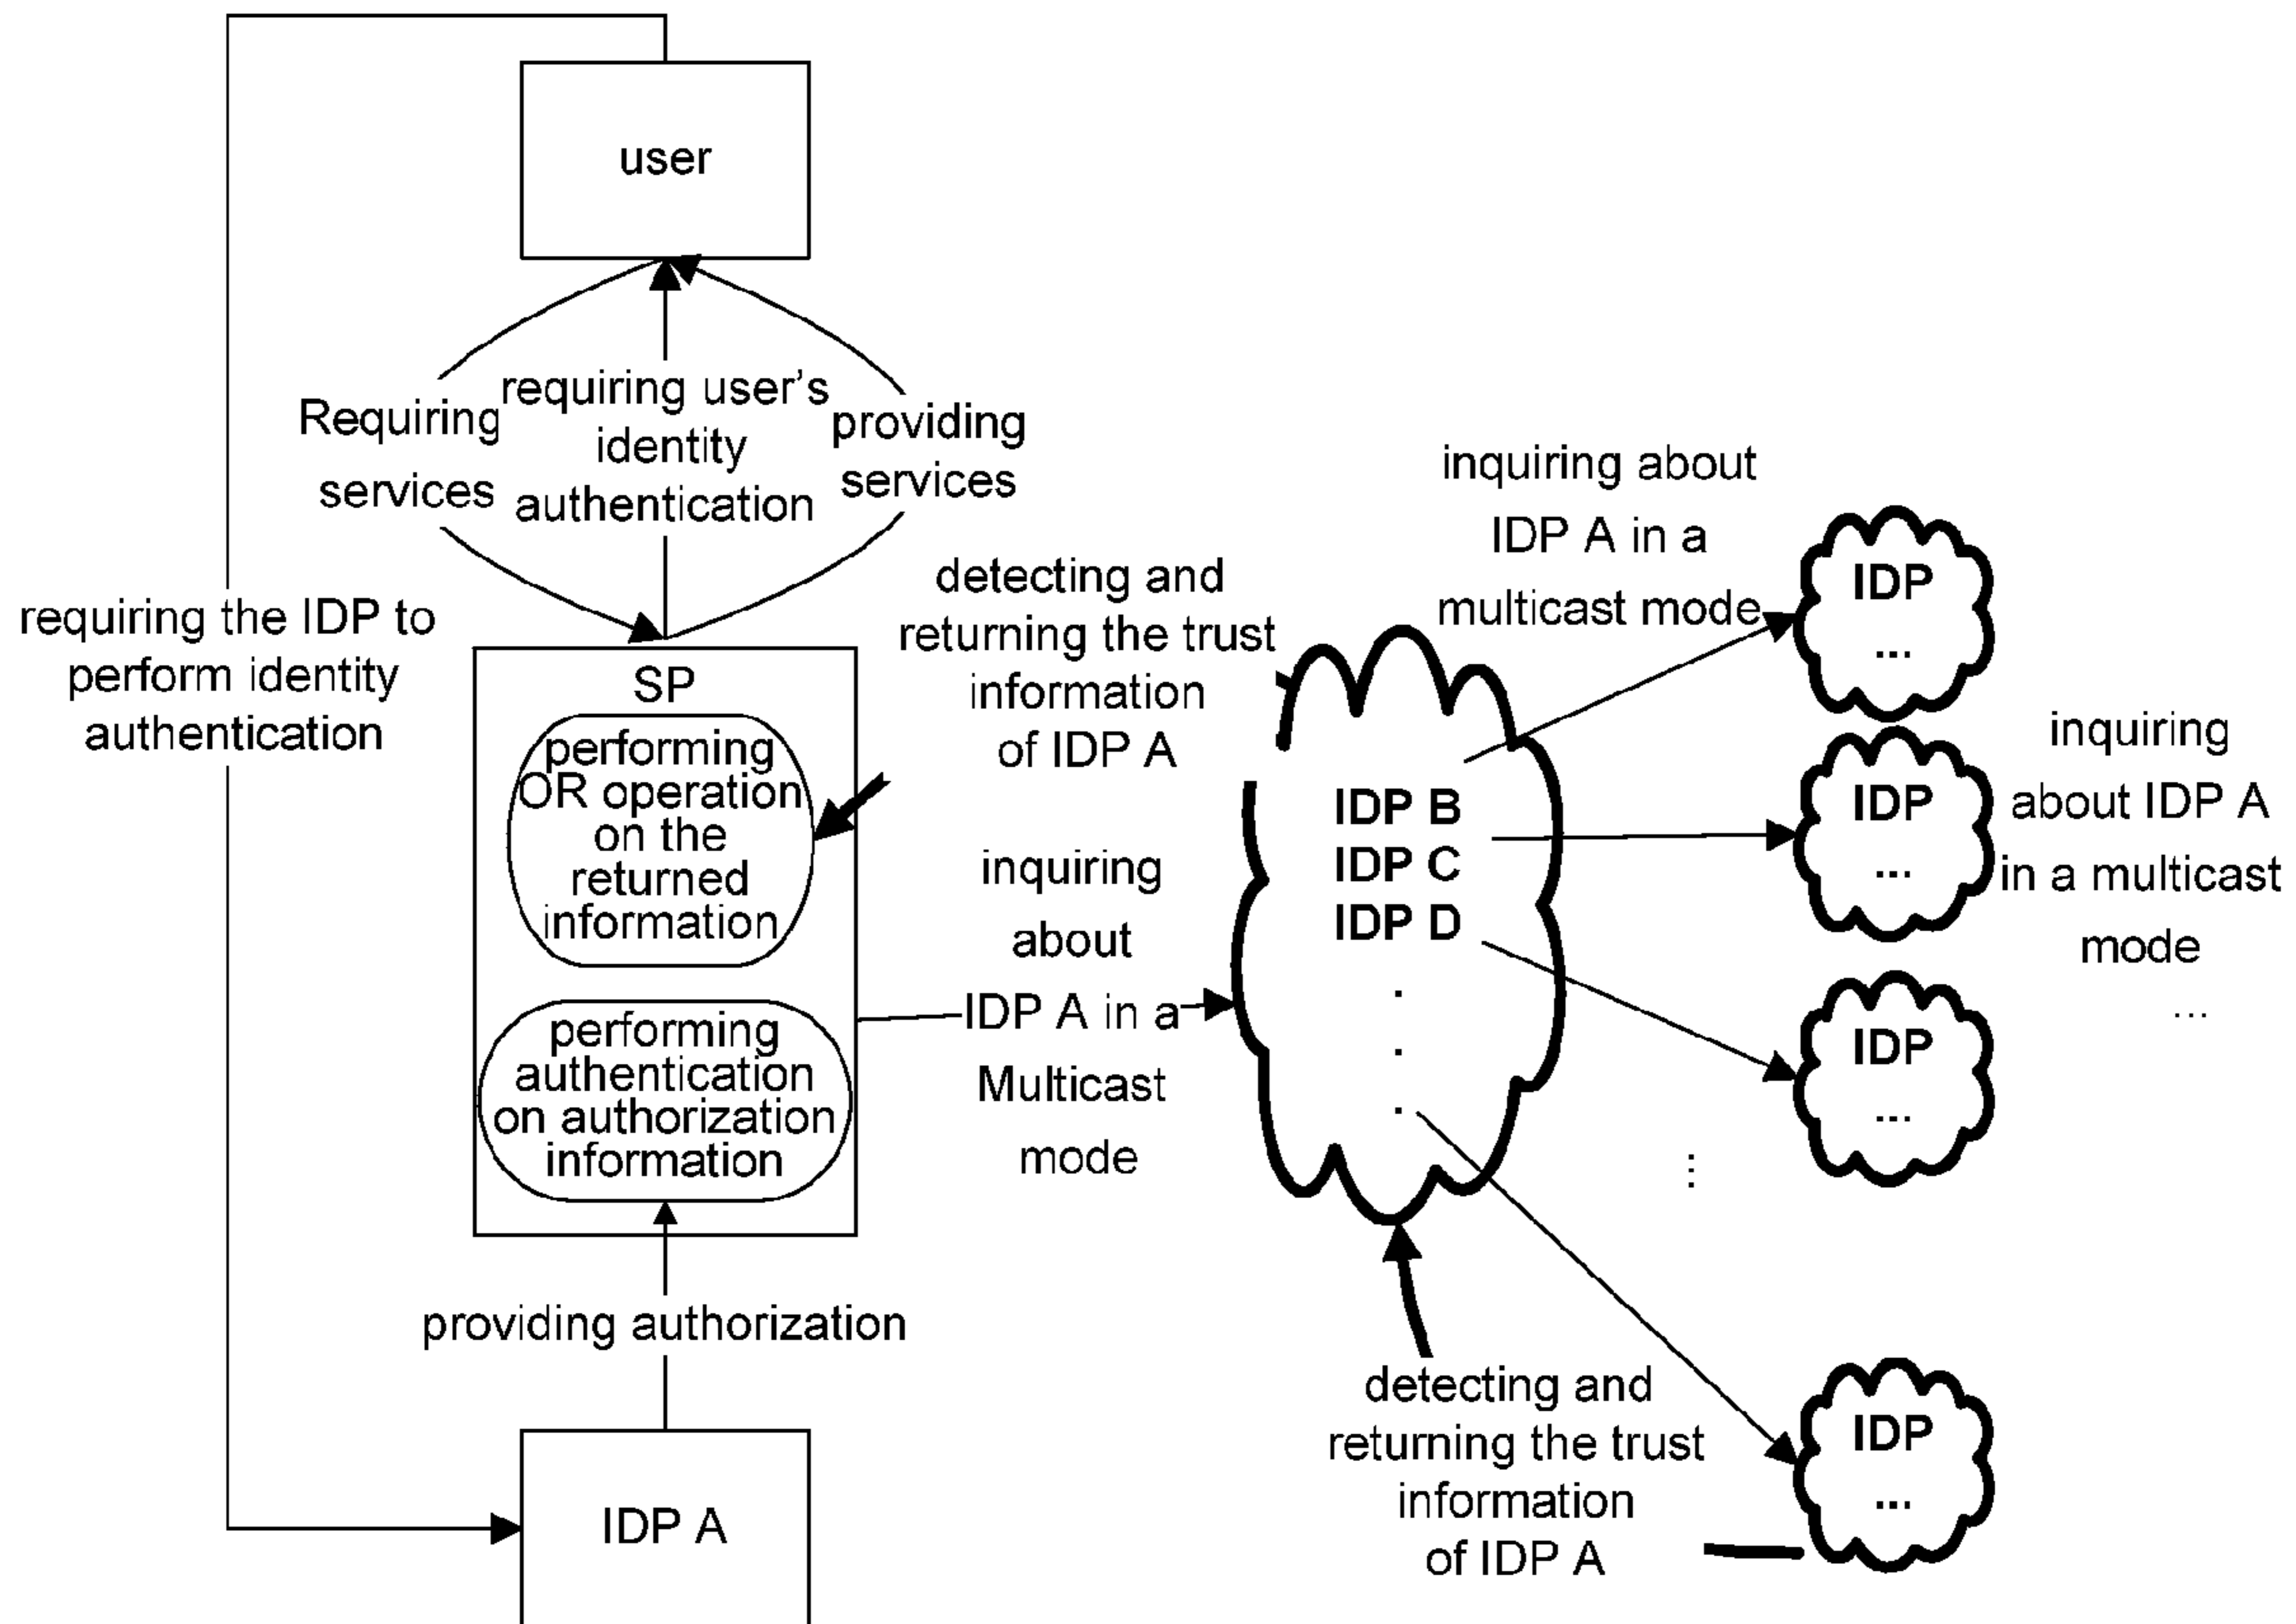 user
Requiring
services
requiring user's
identity
authentication
providing
services
requiring the IDP to
perform identity
authentication
SP
performing
OR operation
on the
returned
information
performing
authentication
on authorization
information
providing authorization
IDP A
detecting and
returning the trust
information
of IDP A
inquiring
about
IDP A in a
Multicast
mode
IDP B
IDP C
IDP D
.
.
.
inquiring about
IDP A in a
multicast mode
IDP
...
IDP
...
IDP
...
...
IDP
...
inquiring
about IDP A
in a multicast
mode
...
detecting and
returning the trust
information
of IDP A